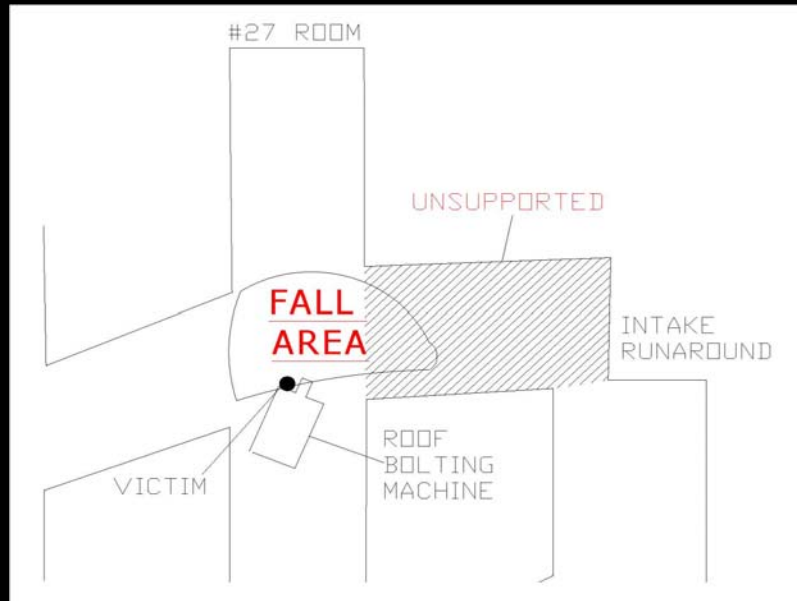 #27 ROOM
UNSUPPORTED
FALL
AREA
INTAKE
RUNAROUND
ROOF
BOLTING
MACHINE
VICTIM